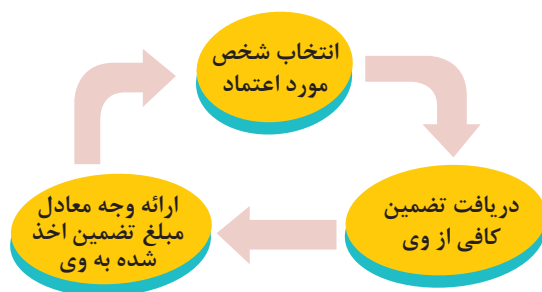 انتخاب شخص
مورد اعتماد
دریافت تضمین
کافی از وی
ارائه وجه معادل
مبلغ تضمین اخذ
شده به وی